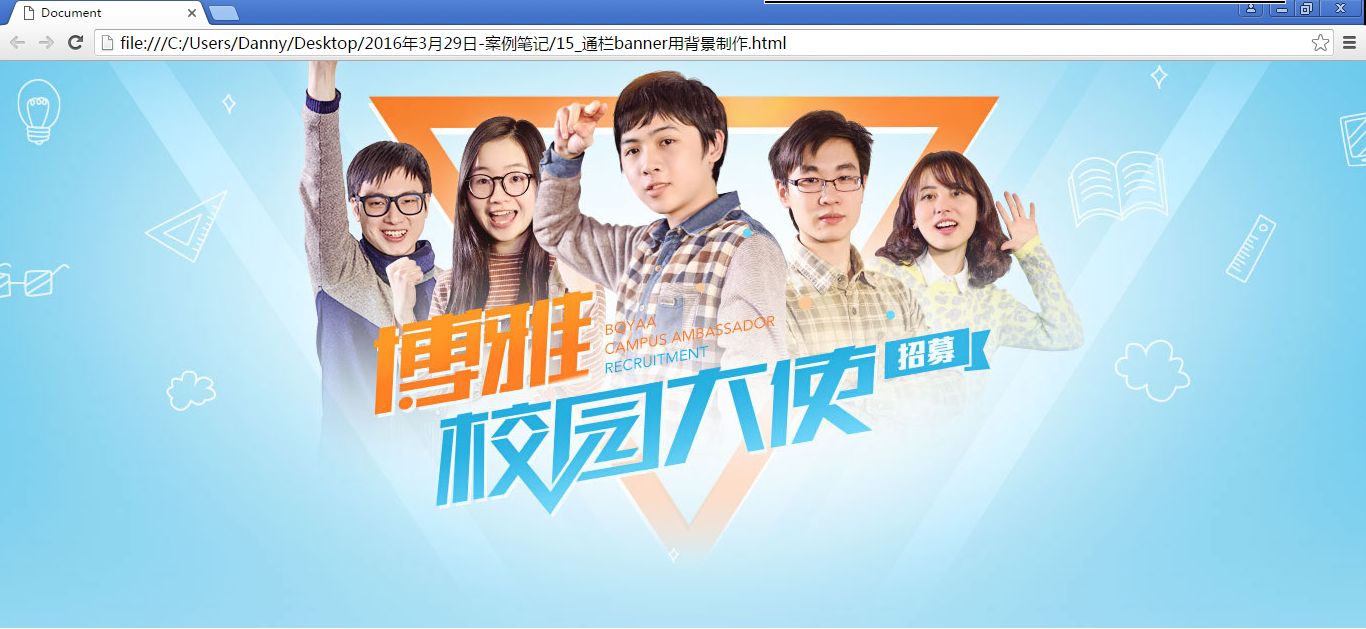 Document
file:///C:/Users/Danny/Desktop/2016年3月29日-案例笔记/15_通栏banner用背景制作.html
博雅
BOYAA
CAMPUS AMBASSADOR
RECRUITMENT
校园大使
招募